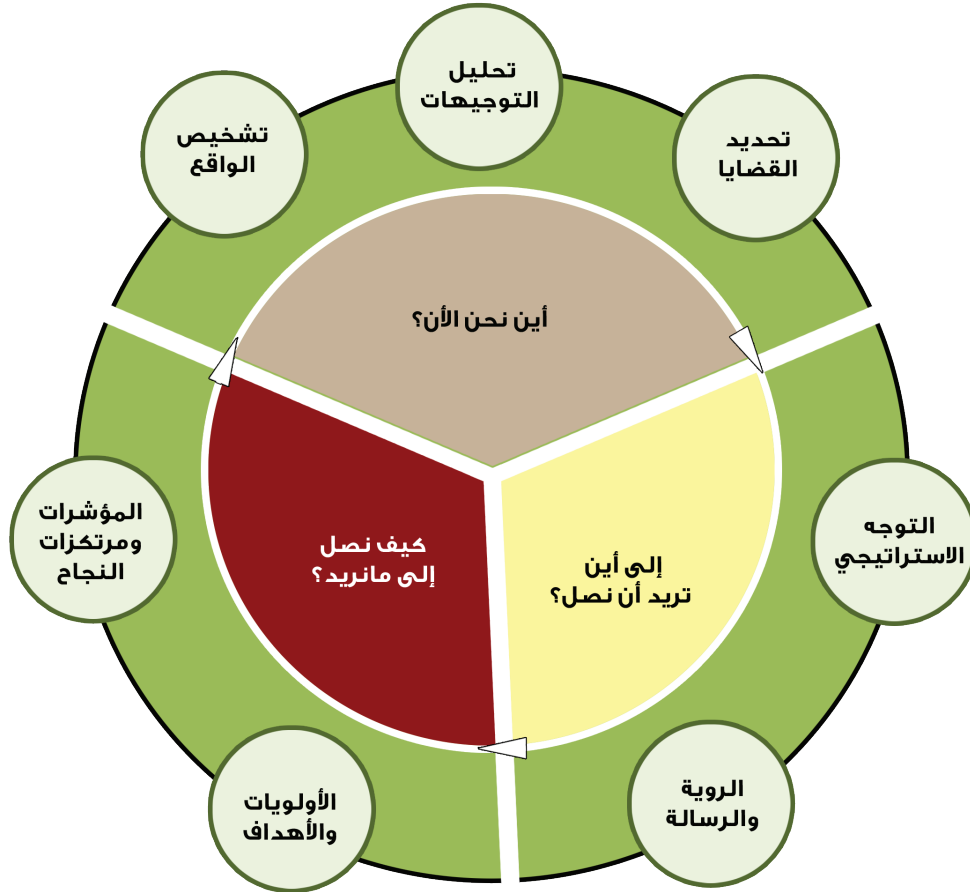 تحليل
التوجيهات
تشخيص
الواقع
تحديد
القضايا
أين نحن الأن؟
التوجه
الاستراتيجي
المؤشرات
ومرتكزات
النجاح
كيف نصل
إلى مانريد؟
إلى أين
تريد أن نصل؟
الروية
والرسالة
الأولويات
والأهداف